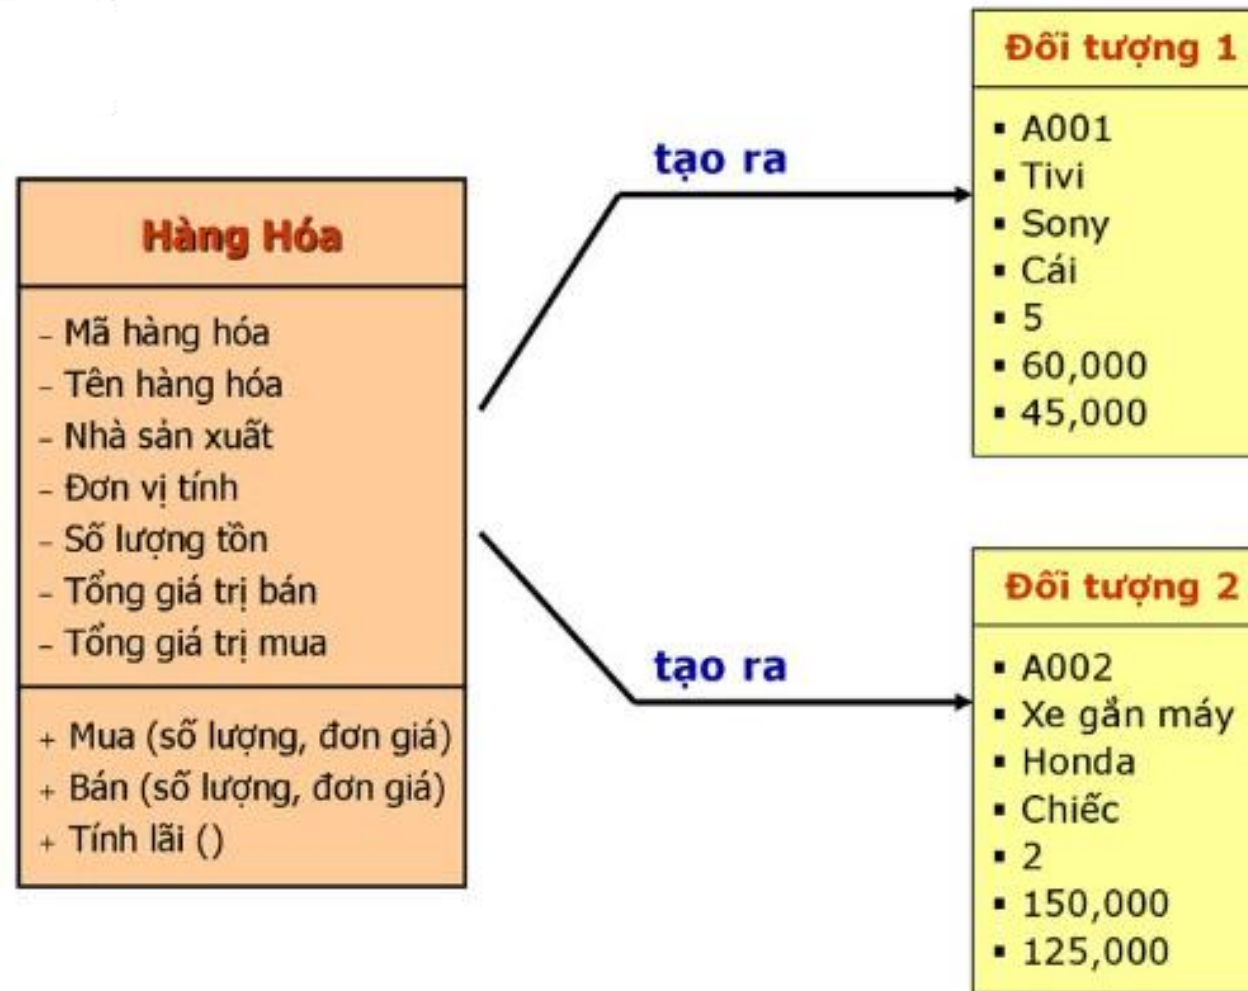 Hàng Hóa
– Mã hàng hóa
– Tên hàng hóa
– Nhà sản xuất
– Đơn vị tính
– Số lượng tồn
– Tổng giá trị bán
– Tổng giá trị mua
+ Mua (số lượng, đơn giá)
+ Bán (số lượng, đơn giá)
+ Tính lãi ()
tạo ra
Đối tượng 1
▪ A001
▪ Tivi
▪ Sony
▪ Cái
▪ 5
▪ 60,000
▪ 45,000
tạo ra
Đối tượng 2
▪ A002
▪ Xe gắn máy
▪ Honda
▪ Chiếc
▪ 2
▪ 150,000
▪ 125,000